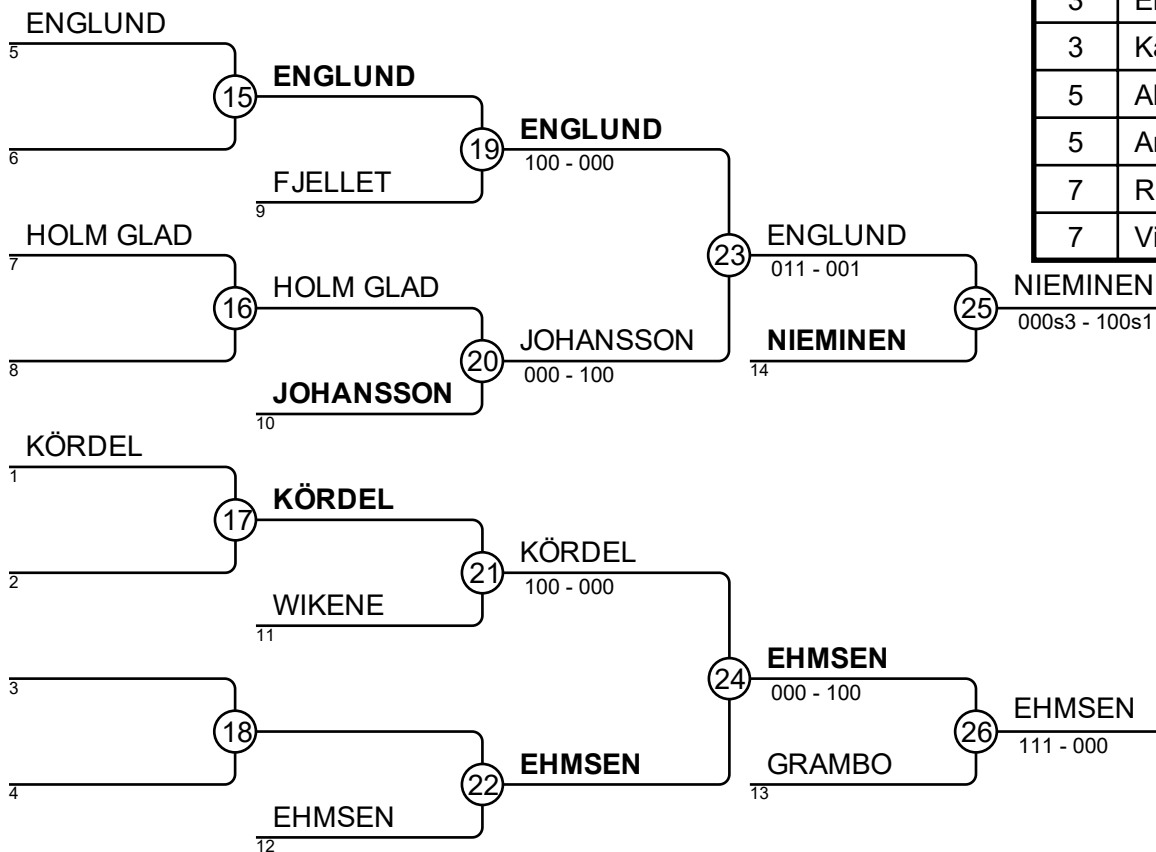 ENGLUND
5
15
ENGLUND
6
19
ENGLUND
100 - 000
FJELLET
9
HOLM GLAD
7
16
HOLM GLAD
8
20
JOHANSSON
000 - 100
JOHANSSON
10
23
ENGLUND
011 - 001
NIEMINEN
14
25
NIEMINEN
000s3 - 100s1
KÖRDEL
1
17
KÖRDEL
2
21
KÖRDEL
100 - 000
WIKENE
11
3
18
4
22
EHMSEN
EHMSEN
12
24
EHMSEN
000 - 100
GRAMBO
13
26
EHMSEN
111 - 000
3
3 Ka
5
5
7 R
7 Vi